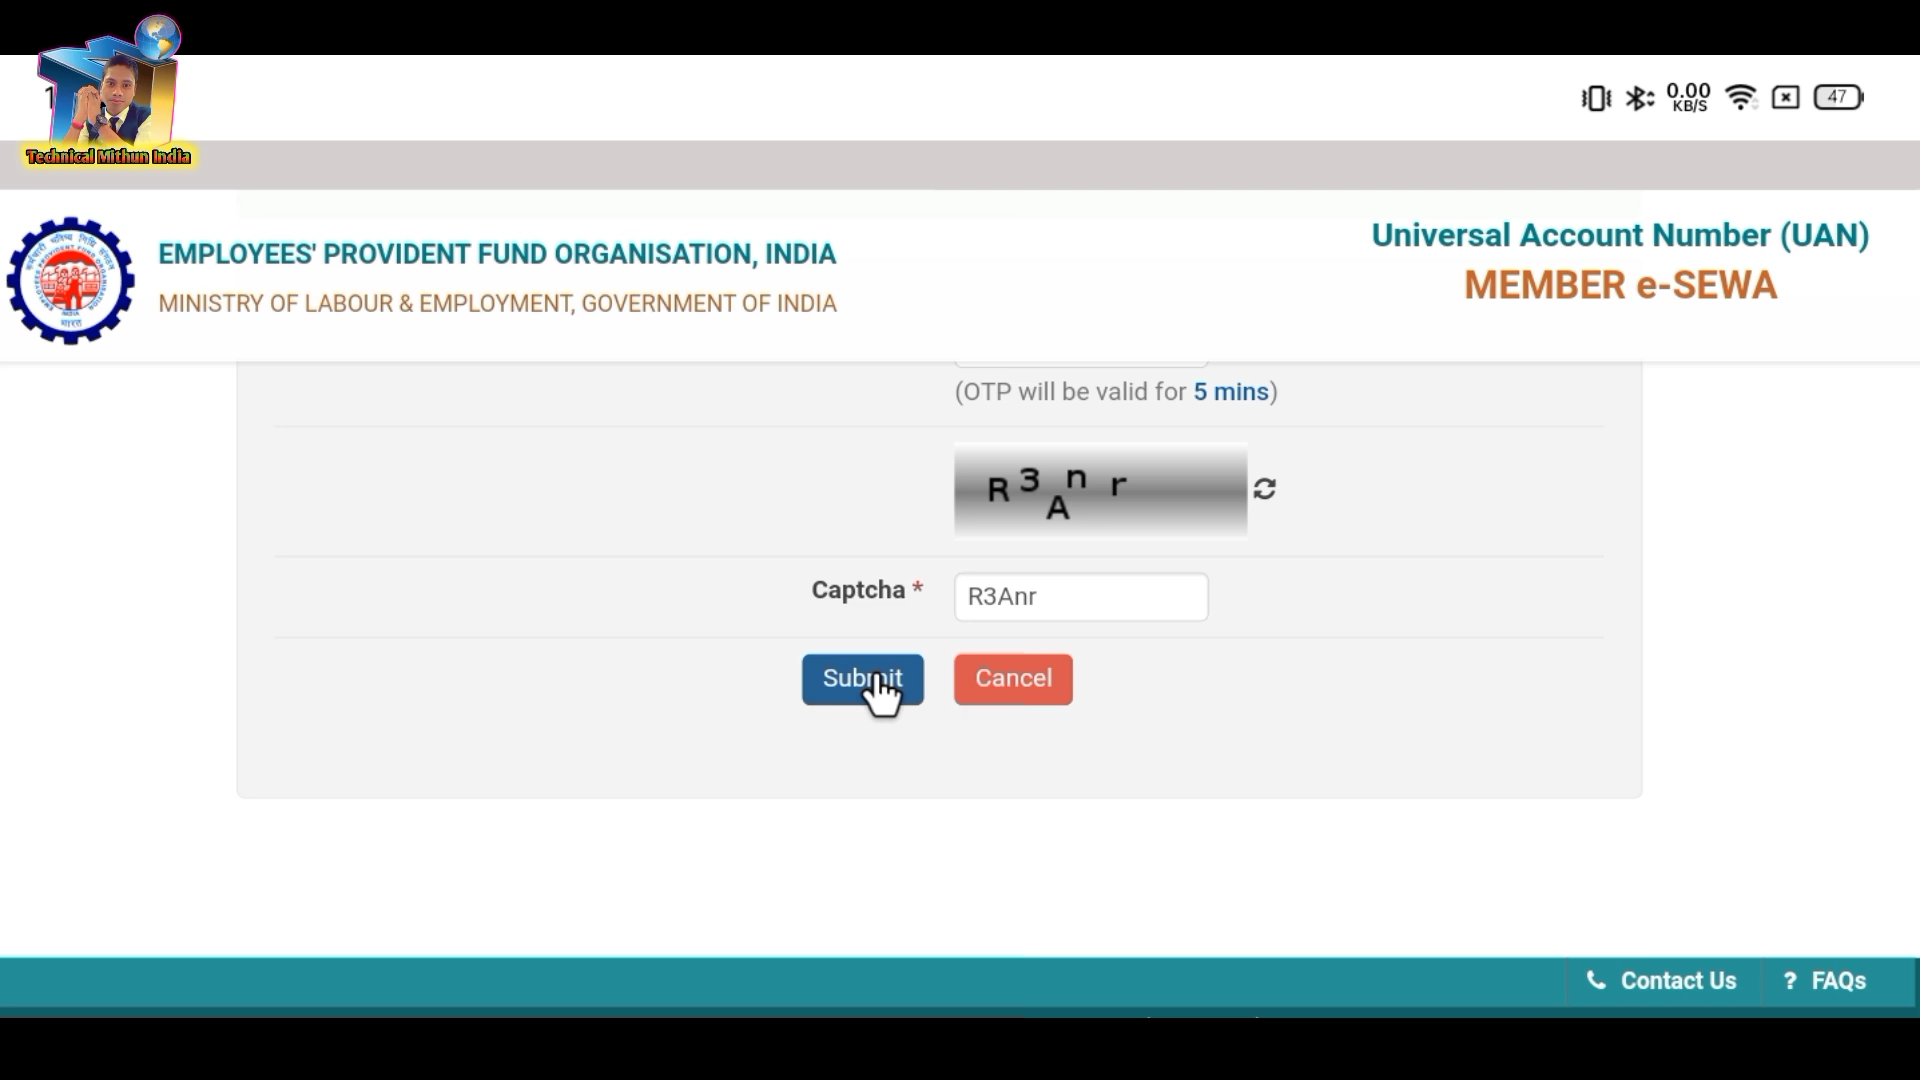 0.00
KB/S
47
Technical Mithun India
EMPLOYEES' PROVIDENT FUND ORGANISATION, INDIA
MINISTRY OF LABOUR & EMPLOYMENT, GOVERNMENT OF INDIA
Universal Account Number (UAN)
MEMBER e-SEWA
(OTP will be valid for 5 mins)
R3Anr
Captcha *
R3Anr
Submit
Cancel
Contact Us
? FAQs